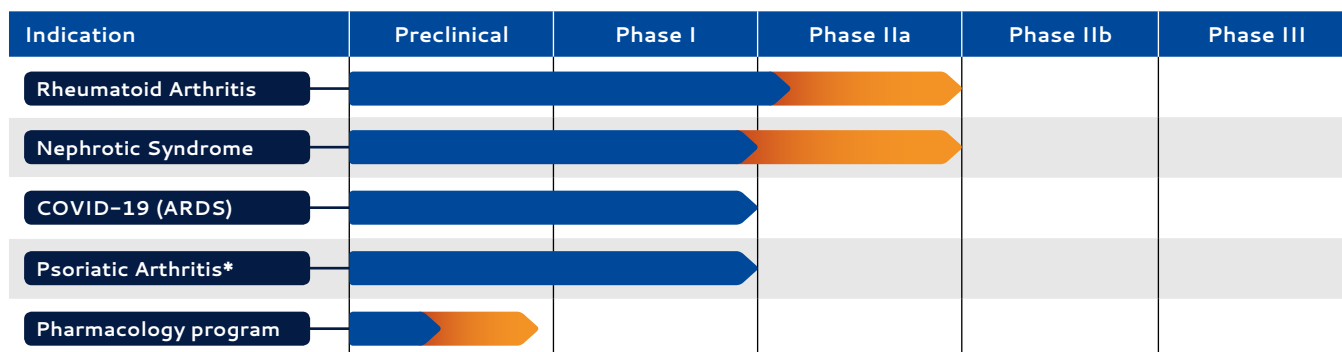 Indication Preclinical Phase I Phase IIa Phase IIb Phase III
Rheumatoid Arthritis
Nephrotic Syndrome
COVID-19 (ARDS)
Psoriatic Arthritis*
Pharmacology program